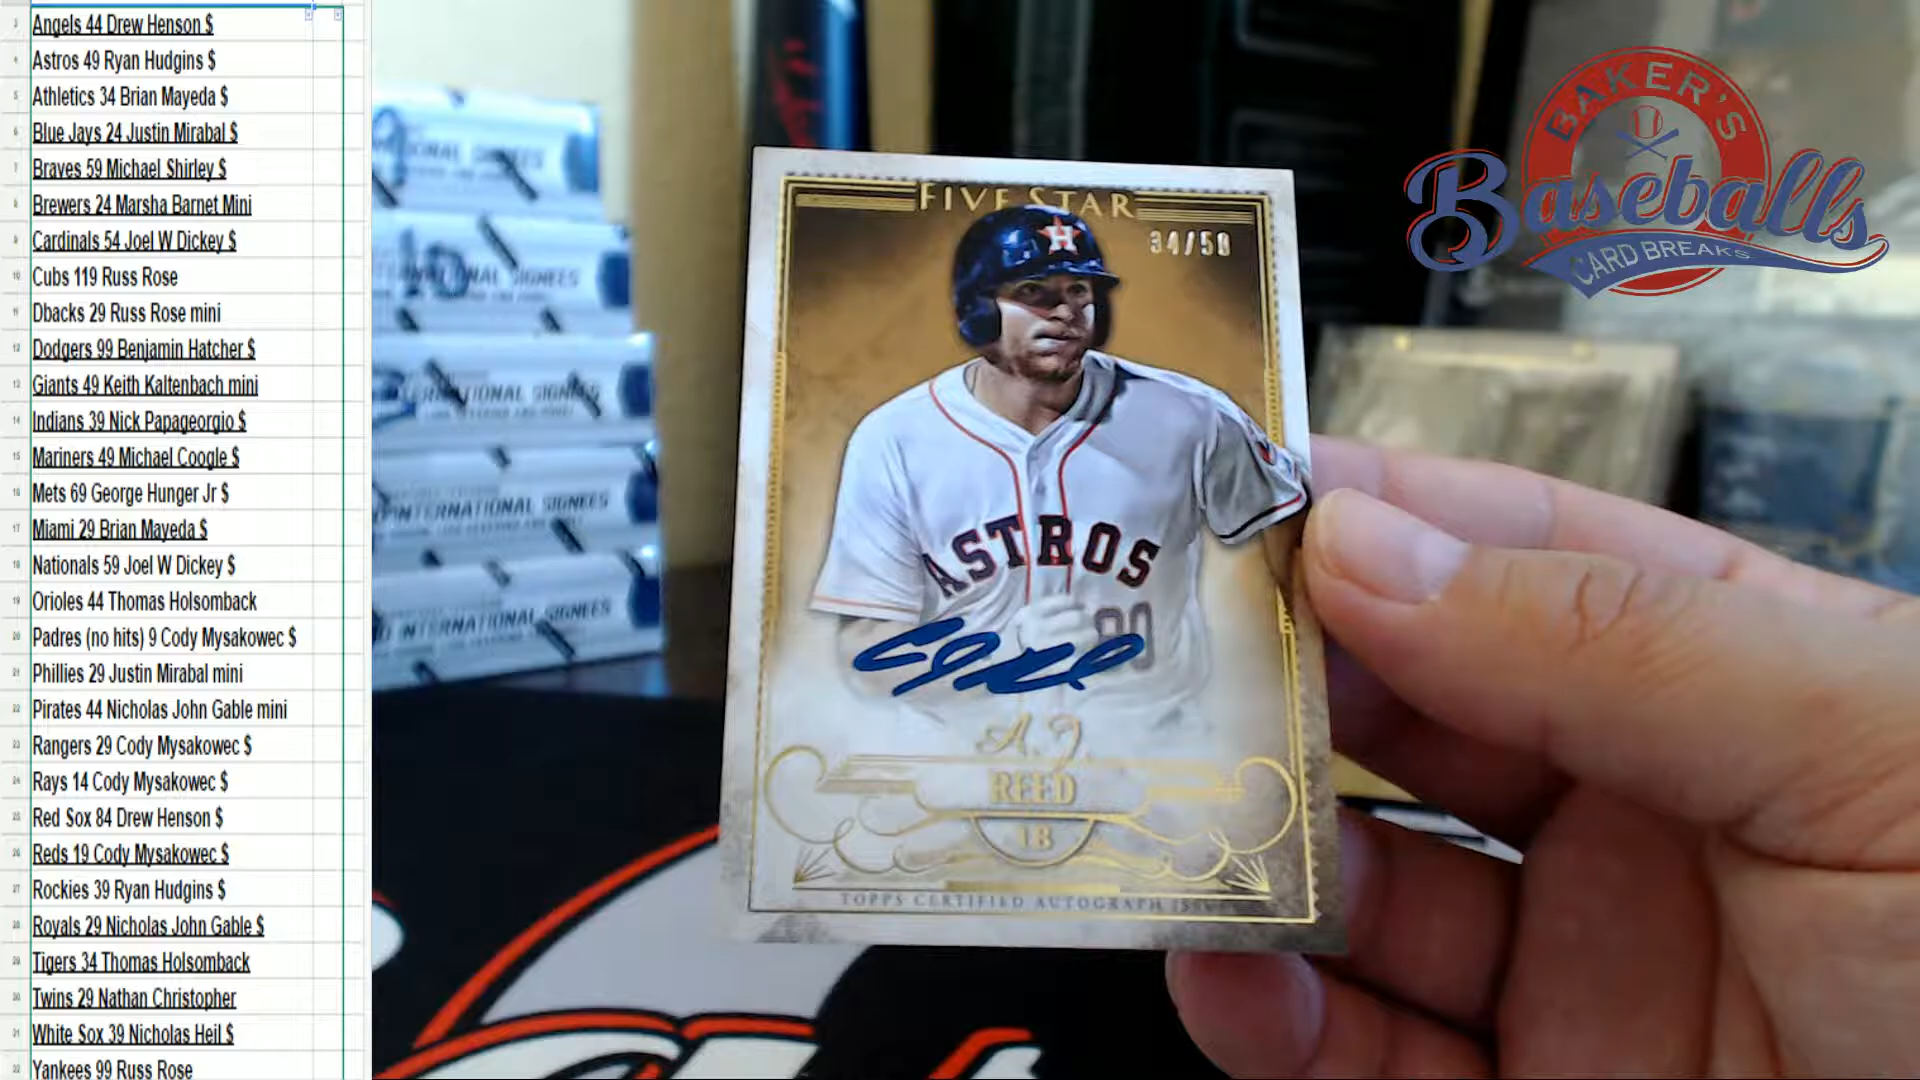 Angels 44 Drew Henson $
Astros 49 Ryan Hudgins $
Athletics 34 Brian Mayeda $
Blue Jays 24 Justin Mirabal $
Braves 59 Michael Shirley $
Brewers 24 Marsha Barnet Mini
Cardinals 54 Joel W Dickey $
Cubs 119 Russ Rose
Dbacks 29 Russ Rose mini
Dodgers 99 Benjamin Hatcher $
Giants 49 Keith Kaltenbach mini
Indians 39 Nick Papageorgio $
Mariners 49 Michael Coogle $
Mets 69 George Hunger Jr $
Miami 29 Brian Mayeda $
Nationals 59 Joel W Dickey $
Orioles 44 Thomas Holsomback
Padres (no hits) 9 Cody Mysakowec $
Phillies 29 Justin Mirabal mini
Pirates 44 Nicholas John Gable mini
Rangers 29 Cody Mysakowec $
Rays 14 Cody Mysakowec $
Red Sox 84 Drew Henson $
Reds 19 Cody Mysakowec $
Rockies 39 Ryan Hudgins $
Royals 29 Nicholas John Gable $
Tigers 34 Thomas Holsomback
Twins 29 Nathan Christopher
White Sox 39 Nicholas Heil $
Yankees 99 Russ Rose
FIVE STAR
34/50
H
ASTROS
80
A.J.
REED
1B
TOPPS CERTIFIED AUTOGRAPH ISSUE
INTERNATIONAL SIGNEES
INTERNATIONAL SIGNEES
BAKER'S
Baseballs
CARD BREAKS